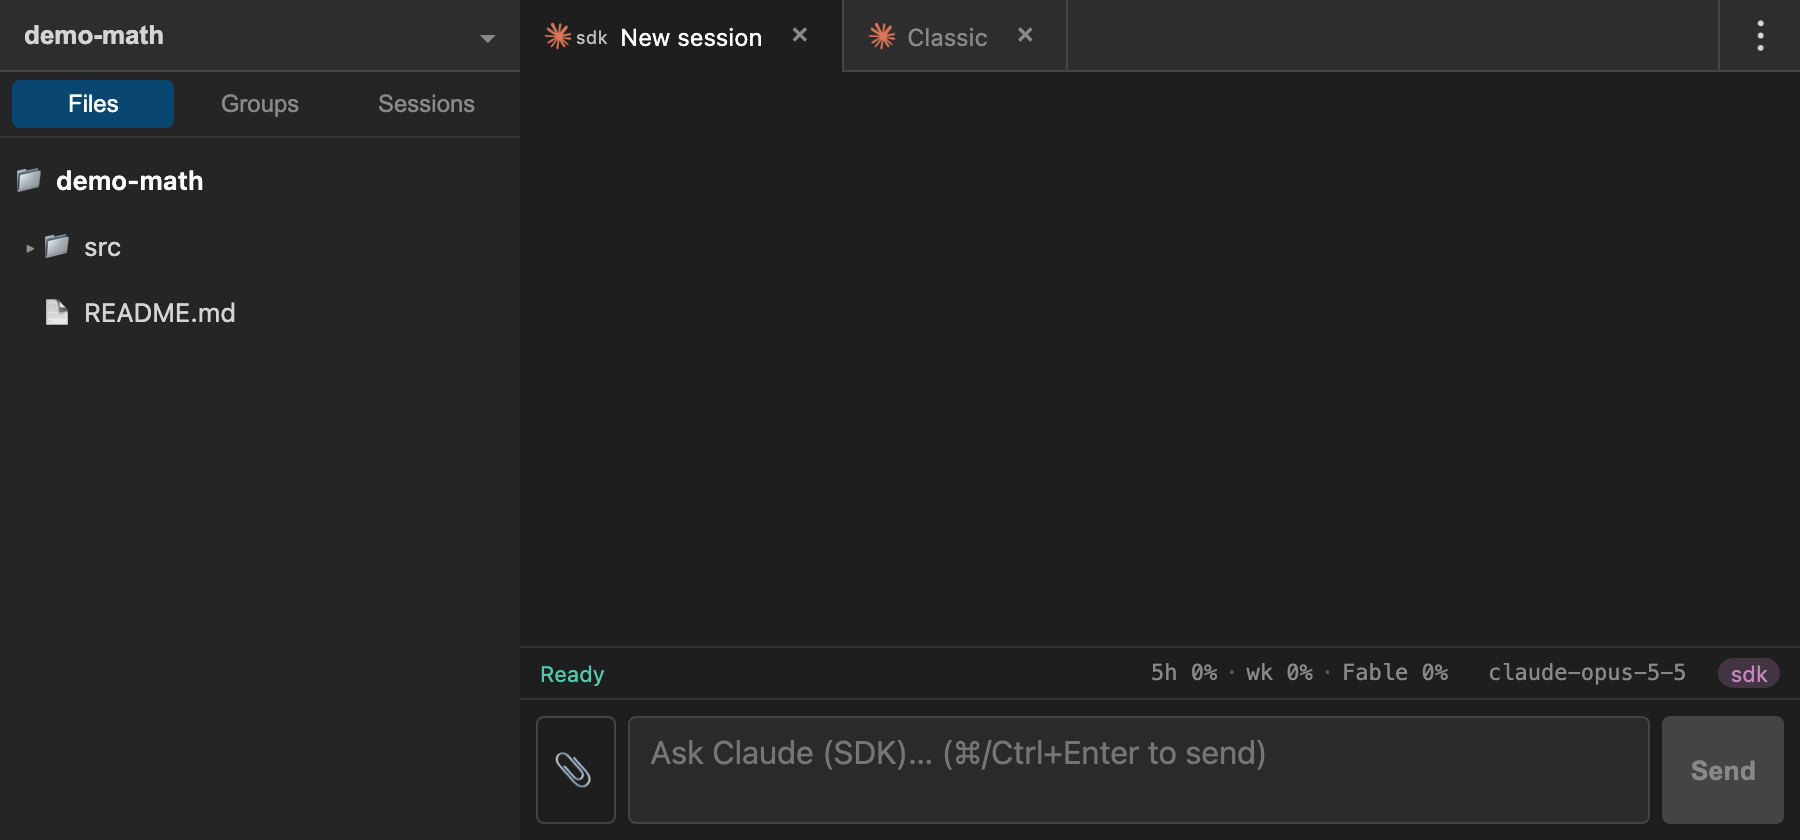 demo-math
Files Groups Sessions
demo-math
src
README.md
sdk New session ×
Classic ×
Ready
5h 0% · wk 0% · Fable 0% claude-opus-5-5 sdk
Ask Claude (SDK)... (⌘/Ctrl+Enter to send)
Send